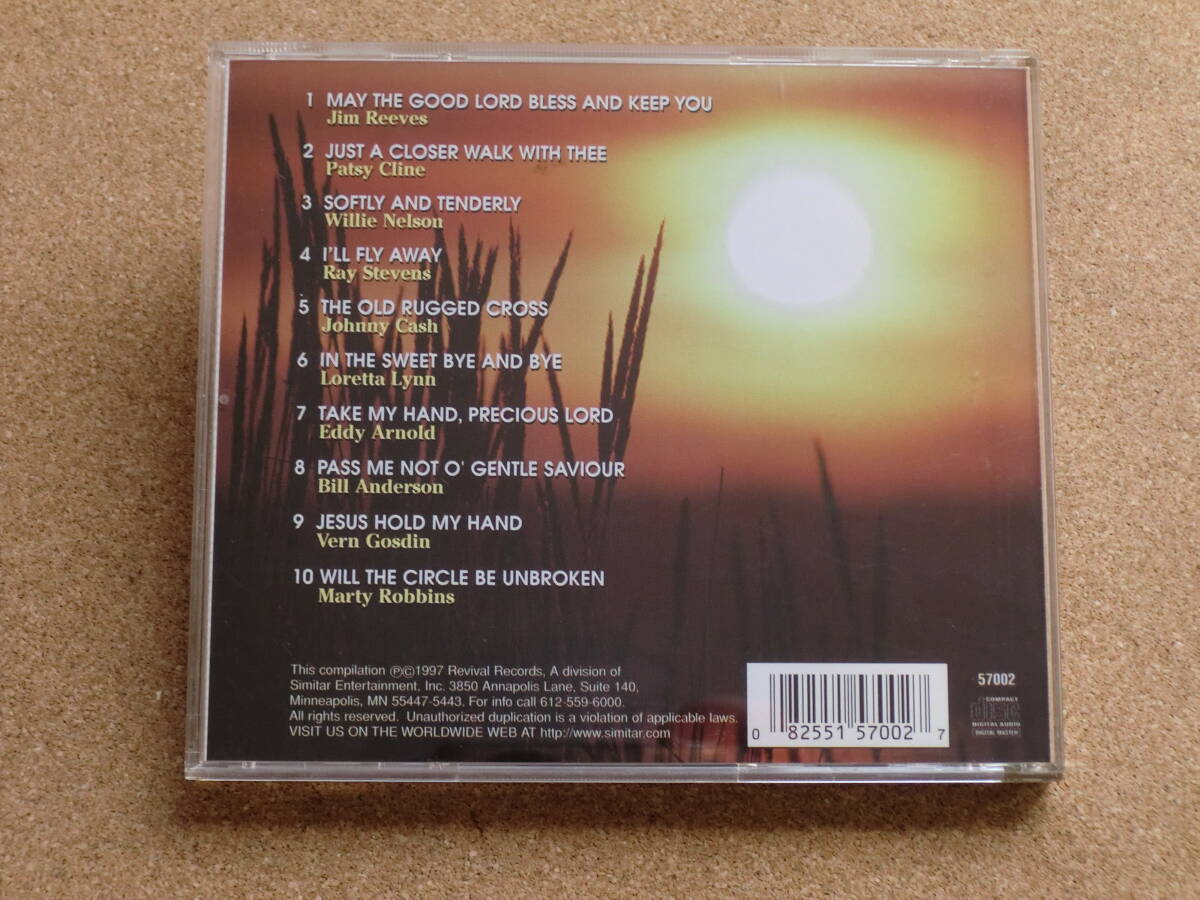 1 MAY THE GOOD LORD BLESS AND KEEP YOU
Jim Reeves
2 JUST A CLOSER WALK WITH THEE
Patsy Cline
3 SOFTLY AND TENDERLY
Willie Nelson
4 I'LL FLY AWAY
Ray Stevens
5 THE OLD RUGGED CROSS
Johnny Cash
6 IN THE SWEET BYE AND BYE
Loretta Lynn
7 TAKE MY HAND, PRECIOUS LORD
Eddy Arnold
8 PASS ME NOT O' GENTLE SAVIOUR
Bill Anderson
9 JESUS HOLD MY HAND
Vern Gosdin
10 WILL THE CIRCLE BE UNBROKEN
Marty Robbins
This compilation ℗©1997 Revival Records, A division of
Simitar Entertainment, Inc. 3850 Annapolis Lane, Suite 140,
Minneapolis, MN 55447-5443. For info call 612-559-6000.
All rights reserved. Unauthorized duplication is a violation of applicable laws.
VISIT US ON THE WORLDWIDE WEB AT http://www.simitar.com
0 82551 57002 7
57002
COMPACT
disc
DIGITAL AUDIO
DIGITAL MASTER